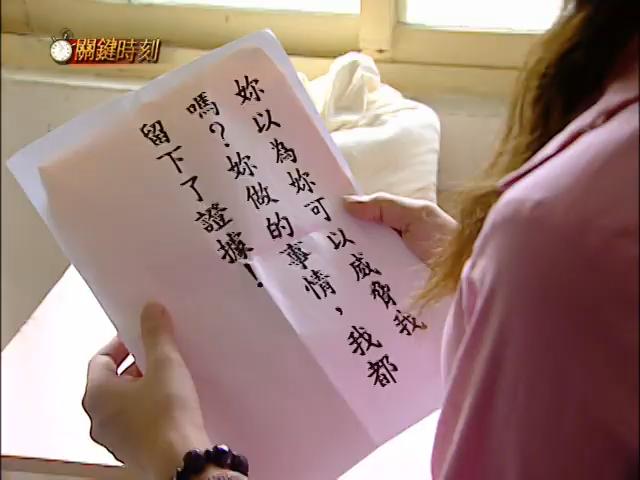 關鍵時刻
妳以為妳可以威脅我
嗎？妳做的事情，我都
留下了證據！